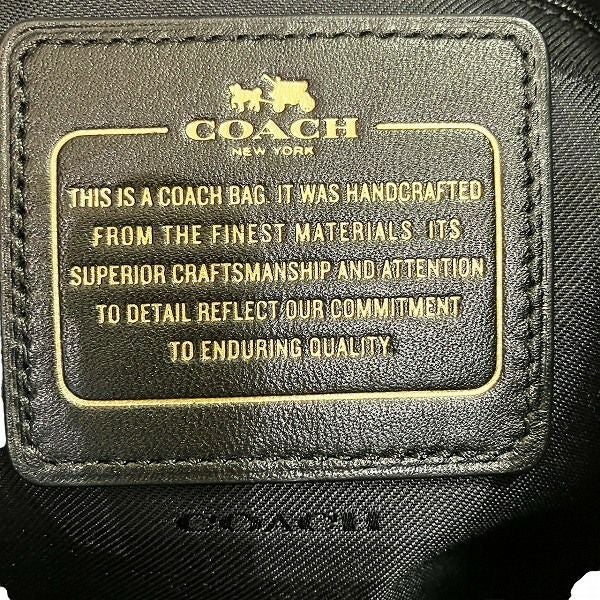 COACH
NEW YORK
THIS IS A COACH BAG. IT WAS HANDCRAFTED
FROM THE FINEST MATERIALS. ITS
SUPERIOR CRAFTSMANSHIP AND ATTENTION
TO DETAIL REFLECT OUR COMMITMENT
TO ENDURING QUALITY.
COACH